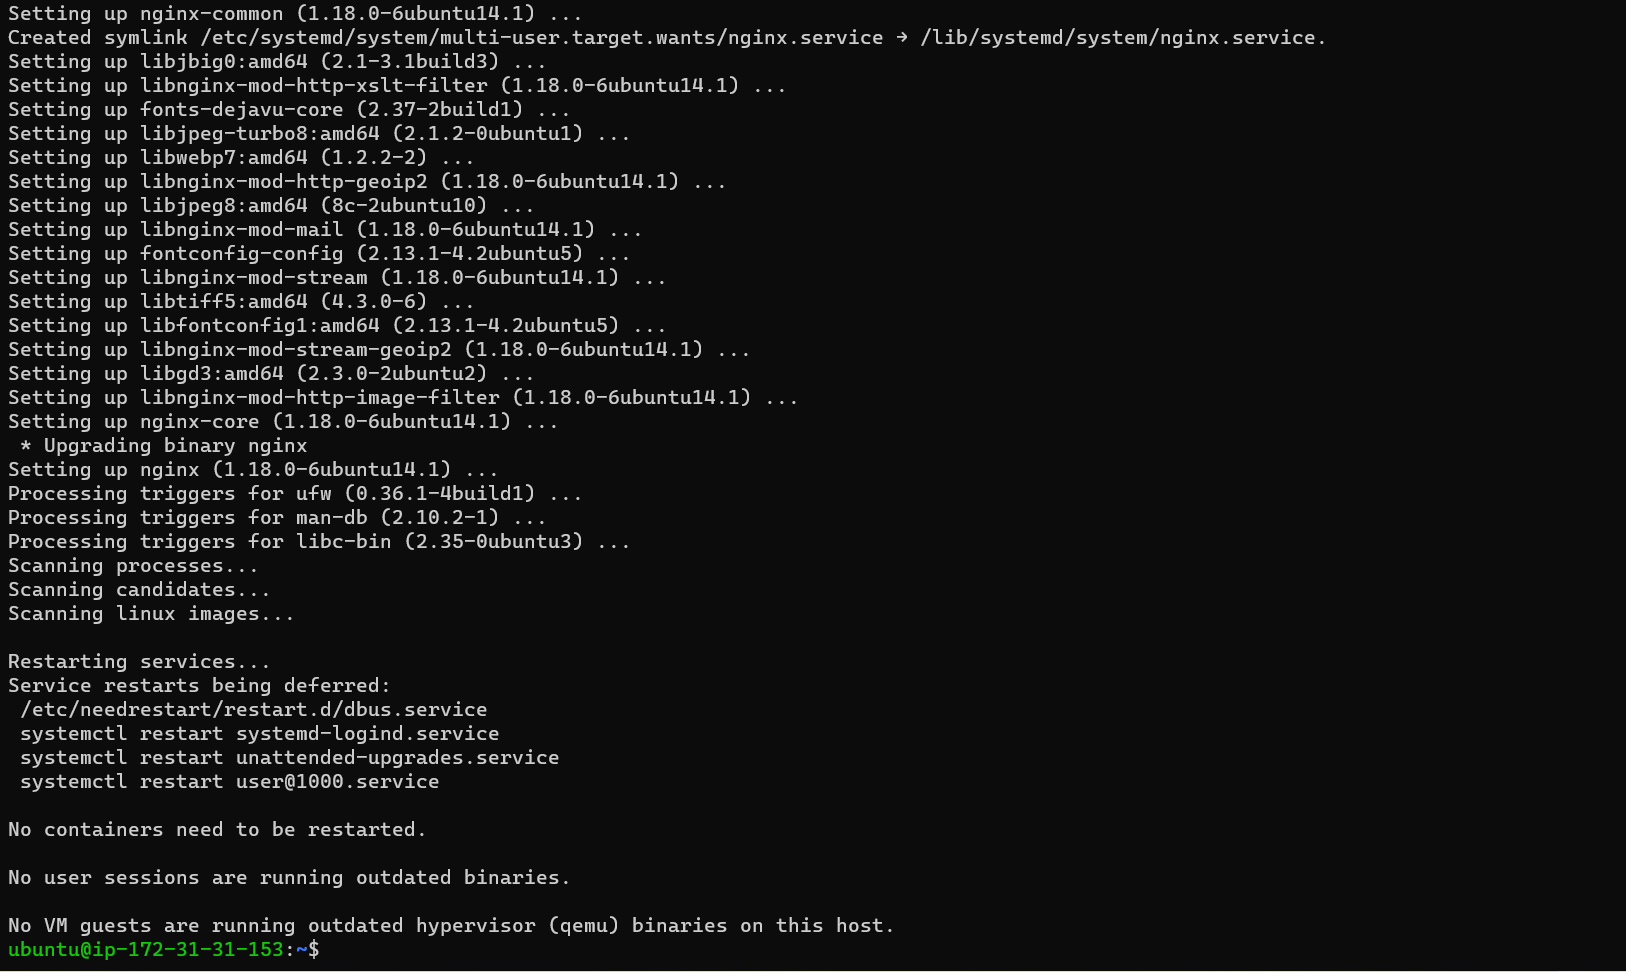 Setting up nginx-common (1.18.0-6ubuntu14.1) ...
Created symlink /etc/systemd/system/multi-user.target.wants/nginx.service → /lib/systemd/system/nginx.service.
Setting up libjbig0:amd64 (2.1-3.1build3) ...
Setting up libnginx-mod-http-xslt-filter (1.18.0-6ubuntu14.1) ...
Setting up fonts-dejavu-core (2.37-2build1) ...
Setting up libjpeg-turbo8:amd64 (2.1.2-0ubuntu1) ...
Setting up libwebp7:amd64 (1.2.2-2) ...
Setting up libnginx-mod-http-geoip2 (1.18.0-6ubuntu14.1) ...
Setting up libjpeg8:amd64 (8c-2ubuntu10) ...
Setting up libnginx-mod-mail (1.18.0-6ubuntu14.1) ...
Setting up fontconfig-config (2.13.1-4.2ubuntu5) ...
Setting up libnginx-mod-stream (1.18.0-6ubuntu14.1) ...
Setting up libtiff5:amd64 (4.3.0-6) ...
Setting up libfontconfig1:amd64 (2.13.1-4.2ubuntu5) ...
Setting up libnginx-mod-stream-geoip2 (1.18.0-6ubuntu14.1) ...
Setting up libgd3:amd64 (2.3.0-2ubuntu2) ...
Setting up libnginx-mod-http-image-filter (1.18.0-6ubuntu14.1) ...
Setting up nginx-core (1.18.0-6ubuntu14.1) ...
 * Upgrading binary nginx
Setting up nginx (1.18.0-6ubuntu14.1) ...
Processing triggers for ufw (0.36.1-4build1) ...
Processing triggers for man-db (2.10.2-1) ...
Processing triggers for libc-bin (2.35-0ubuntu3) ...
Scanning processes...
Scanning candidates...
Scanning linux images...

Restarting services...
Service restarts being deferred:
 /etc/needrestart/restart.d/dbus.service
 systemctl restart systemd-logind.service
 systemctl restart unattended-upgrades.service
 systemctl restart user@1000.service

No containers need to be restarted.

No user sessions are running outdated binaries.

No VM guests are running outdated hypervisor (qemu) binaries on this host.
ubuntu@ip-172-31-31-153:~$